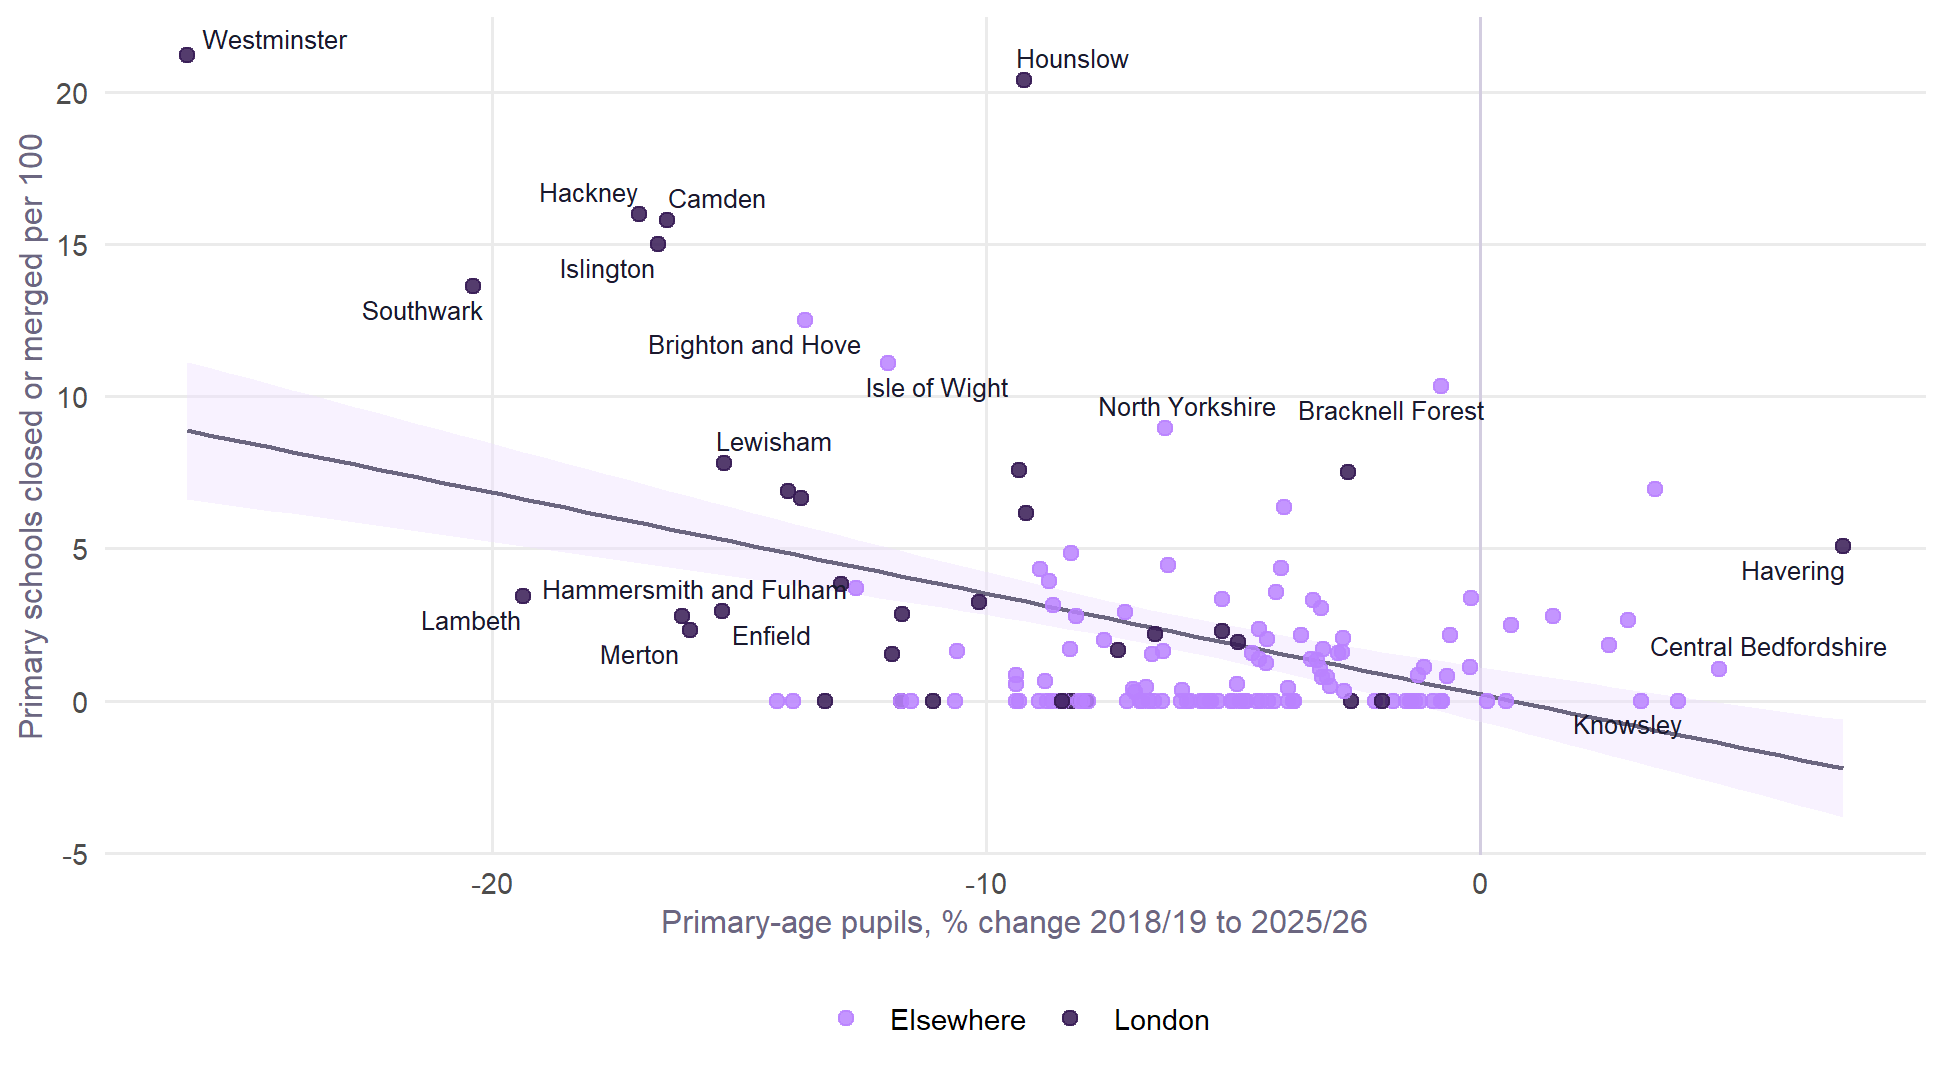 Westminster
Hounslow
20
Hackney
Camden
15
Islington
Southwark
Brighton and Hove
Isle of Wight
10
North Yorkshire
Bracknell Forest
Lewisham
5
Havering
Hammersmith and Fulham
Lambeth
Enfield
Merton
Central Bedfordshire
0
Knowsley
-5
Primary schools closed or merged per 100
-20
-10
0
Primary-age pupils, % change 2018/19 to 2025/26
Elsewhere
London